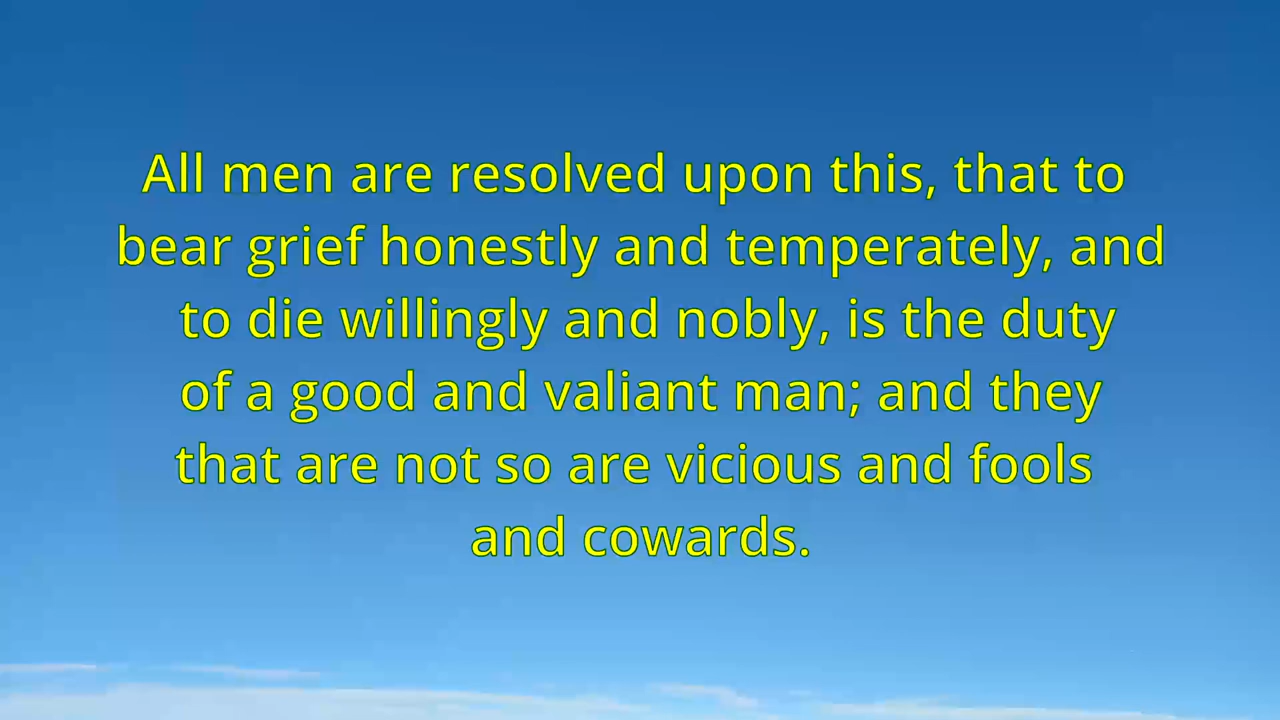 All men are resolved upon this, that to
bear grief honestly and temperately, and
to die willingly and nobly, is the duty
of a good and valiant man; and they
that are not so are vicious and fools
and cowards.